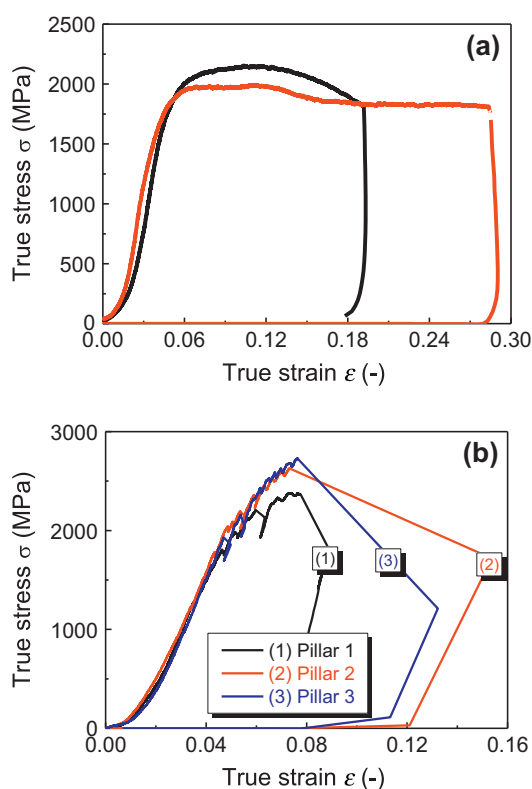 (a)
2500
2000
1500
1000
500
0
0.00 0.06 0.12 0.18 0.24 0.30
True stress σ (MPa)
True strain ε (-)
(b)
3000
2000
1000
0
0.00 0.04 0.08 0.12 0.16
True stress σ (MPa)
(1)
(3)
(2)
(1) Pillar 1
(2) Pillar 2
(3) Pillar 3
True strain ε (-)